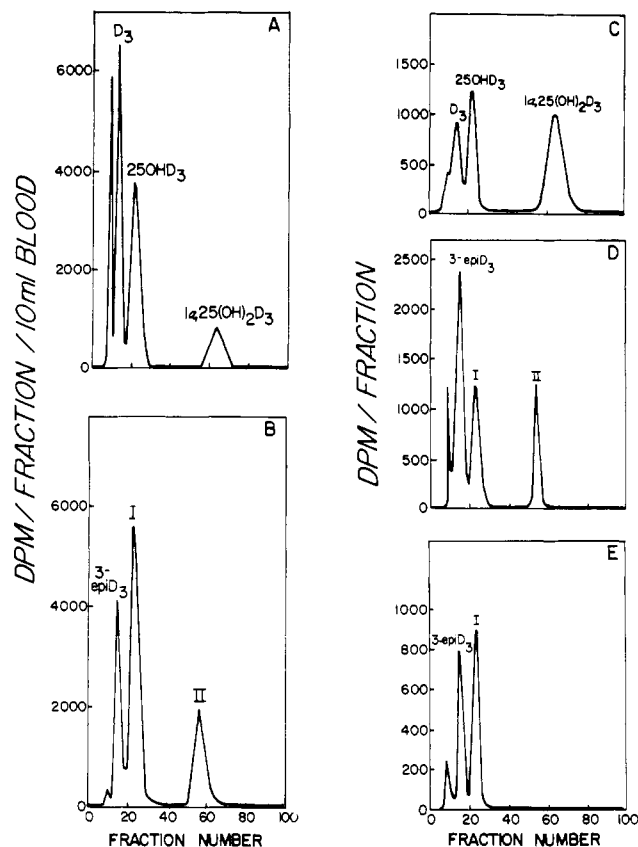 DPM / FRACTION / 10ml BLOOD
A
D3
25OHD3
1α,25(OH)2D3
6000
4000
2000
0
B
3-epiD3
I
II
6000
4000
2000
0
0 20 40 60 80 100
FRACTION NUMBER
DPM / FRACTION
C
D3
25OHD3
1α,25(OH)2D3
1500
1000
500
0
D
3-epiD3
I
II
2500
2000
1500
1000
500
0
E
3-epiD3
I
1000
800
600
400
200
0
0 20 40 60 80 100
FRACTION NUMBER